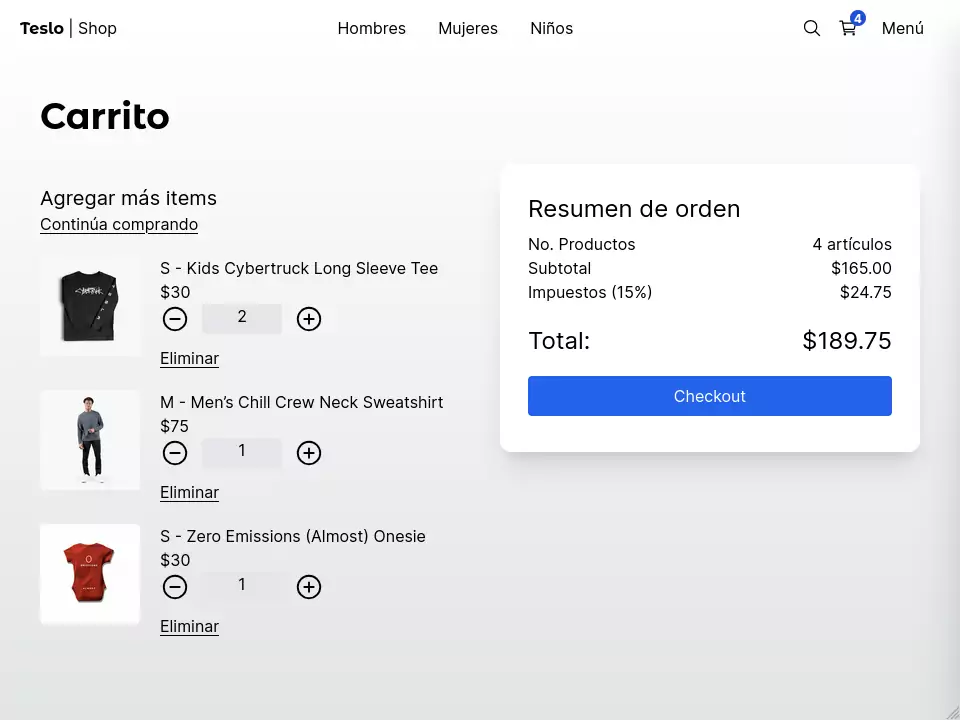 Teslo | Shop
Hombres
Mujeres
Niños
4
Menú
Carrito
Agregar más items
Continúa comprando
S - Kids Cybertruck Long Sleeve Tee
$30
2
Eliminar
M - Men’s Chill Crew Neck Sweatshirt
$75
1
Eliminar
S - Zero Emissions (Almost) Onesie
$30
1
Eliminar
Resumen de orden
No. Productos 4 artículos
Subtotal $165.00
Impuestos (15%) $24.75
Total: $189.75
Checkout